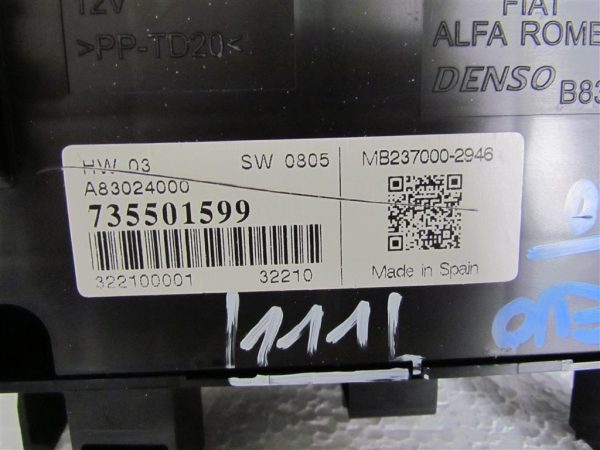 12V
>PP-TD20<
FIAT
ALFA ROME
DENSO B83
HW 03 SW 0805 MB237000-2946
A83024000
735501599
322100001 32210
Made in Spain